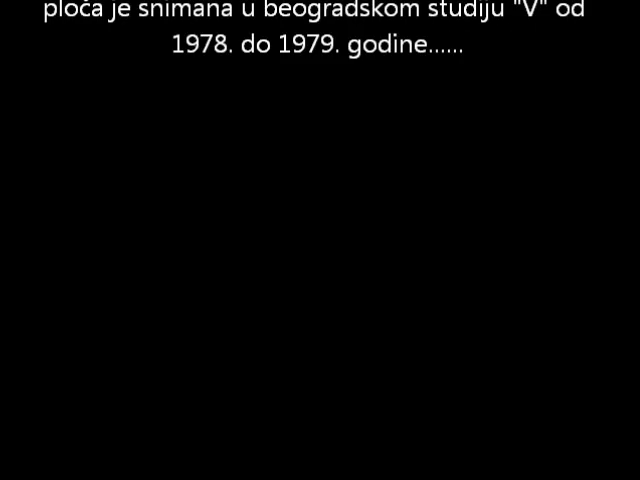 ploča je snimana u beogradskom studiju "V" od
1978. do 1979. godine......